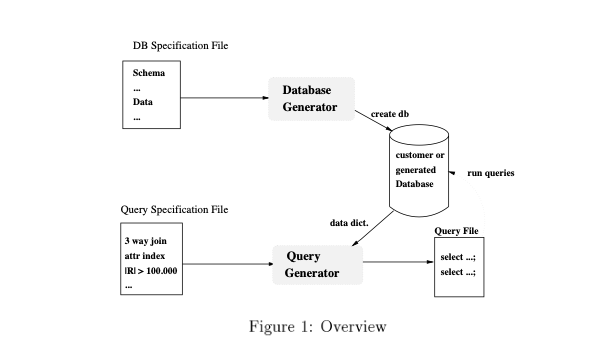 DB Specification File
Schema
...
Data
...
Database
Generator
create db
customer or
generated
Database
run queries
Query Specification File
data dict.
3 way join
attr index
|R| > 100.000
...
Query
Generator
Query File
select ...;
select ...;
Figure 1: Overview